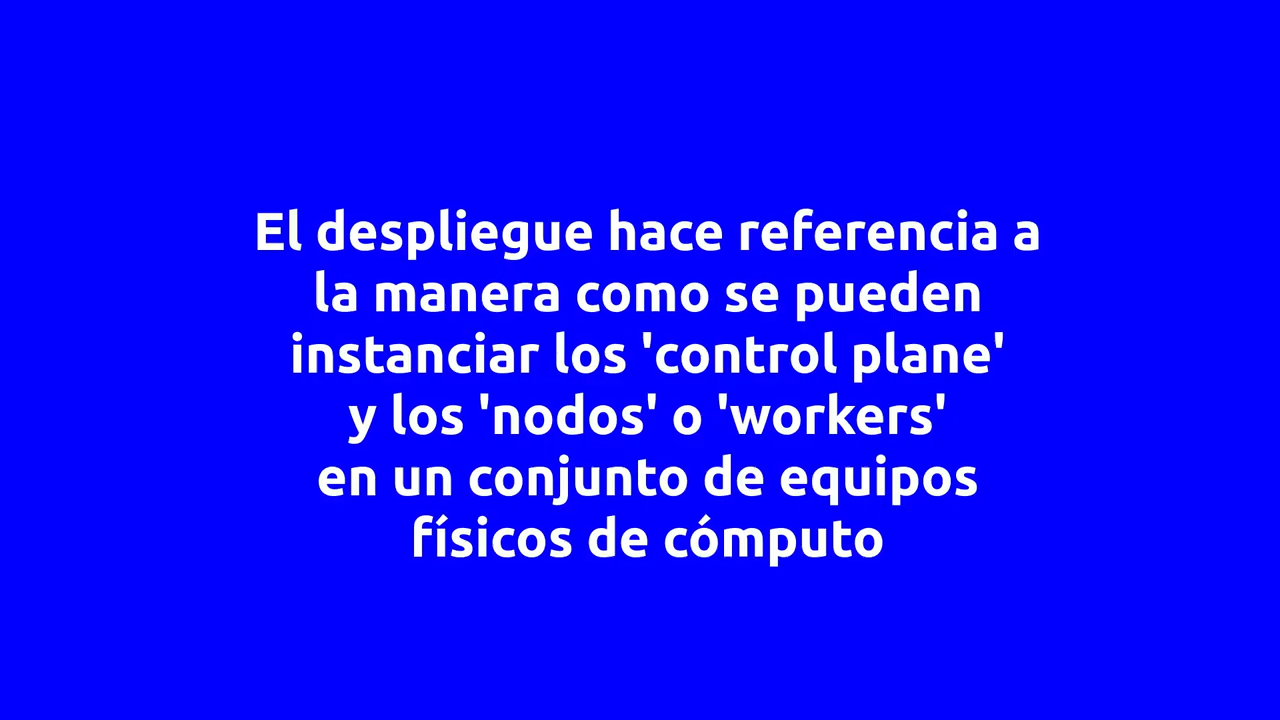 El despliegue hace referencia a
la manera como se pueden
instanciar los 'control plane'
y los 'nodos' o 'workers'
en un conjunto de equipos
físicos de cómputo